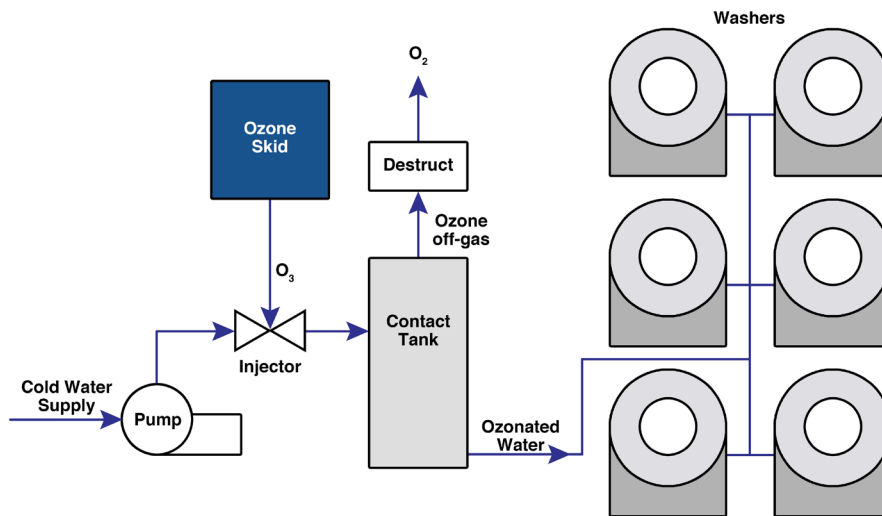 Washers
O₂
Ozone
Skid
Destruct
Ozone
off-gas
O₃
Contact
Tank
Injector
Cold Water
Supply
Pump
Ozonated
Water